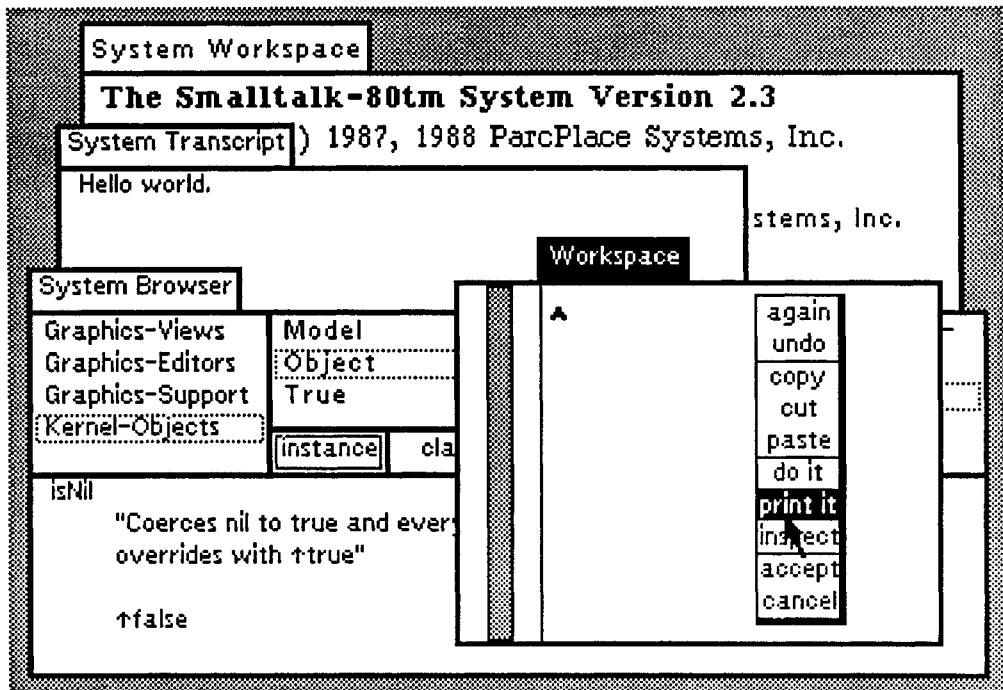 System Workspace
The Smalltalk-80tm System Version 2.3
System Transcript
) 1987, 1988 ParcPlace Systems, Inc.
Hello world.
stems, Inc.
Workspace
System Browser
Graphics-Views
Graphics-Editors
Graphics-Support
Kernel-Objects
Model
Object
True
instance
cla
again
undo
copy
cut
paste
do it
print it
inspect
accept
cancel
isNil
"Coerces nil to true and every
overrides with ↑true"
↑false